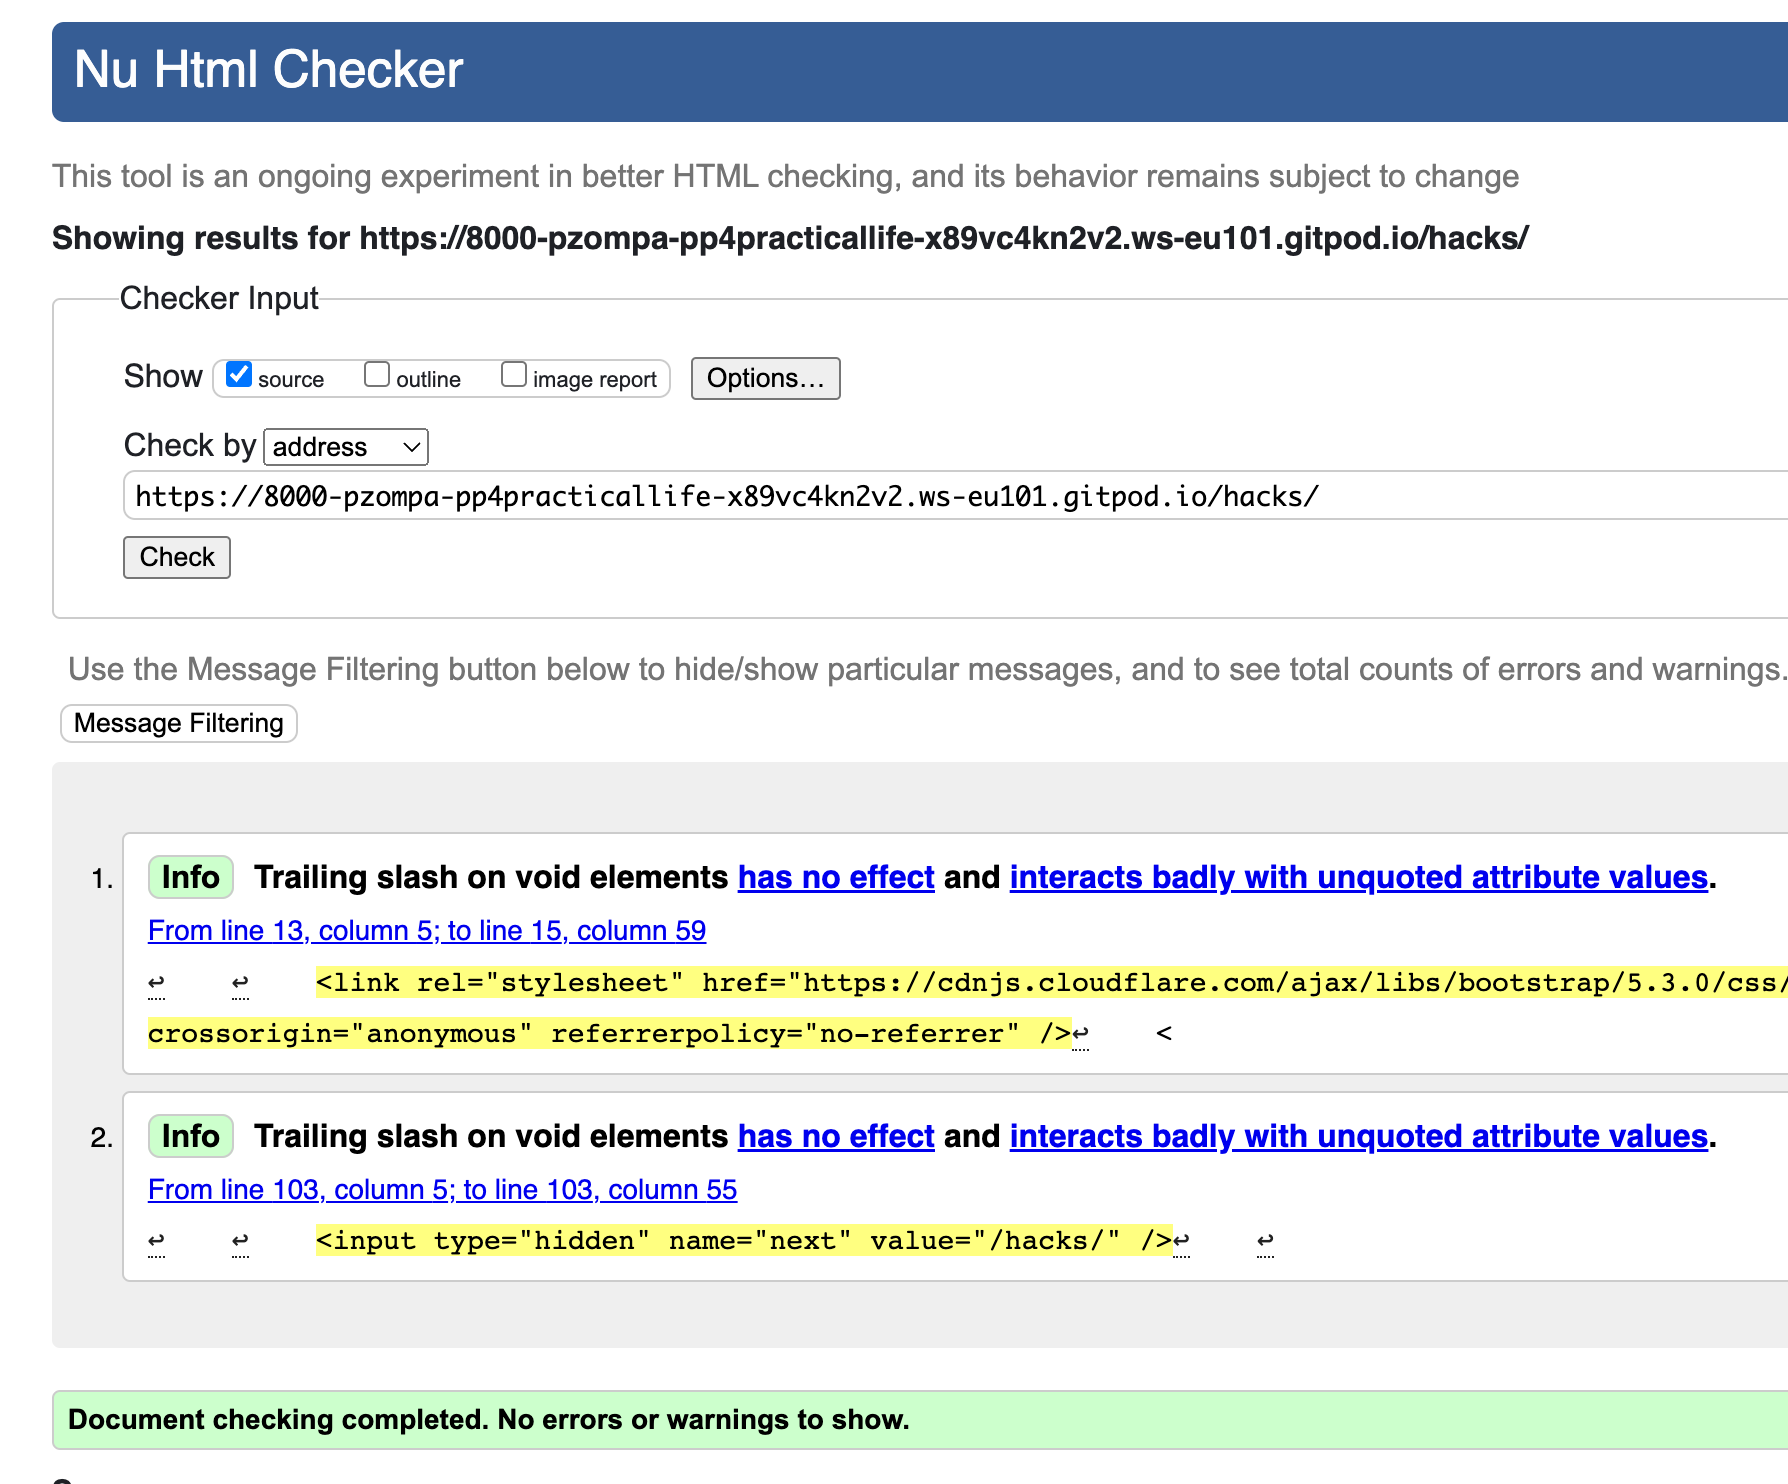 Nu Html Checker
This tool is an ongoing experiment in better HTML checking, and its behavior remains subject to change
Showing results for https://8000-pzompa-pp4practicallife-x89vc4kn2v2.ws-eu101.gitpod.io/hacks/
Checker Input
Show source outline image report Options...
Check by address
https://8000-pzompa-pp4practicallife-x89vc4kn2v2.ws-eu101.gitpod.io/hacks/
Check
Use the Message Filtering button below to hide/show particular messages, and to see total counts of errors and warnings.
Message Filtering
1. Info Trailing slash on void elements has no effect and interacts badly with unquoted attribute values.
From line 13, column 5; to line 15, column 59
↩ ↩ <link rel="stylesheet" href="https://cdnjs.cloudflare.com/ajax/libs/bootstrap/5.3.0/css/
crossorigin="anonymous" referrerpolicy="no-referrer" />↩ <
2. Info Trailing slash on void elements has no effect and interacts badly with unquoted attribute values.
From line 103, column 5; to line 103, column 55
↩ ↩ <input type="hidden" name="next" value="/hacks/" />↩ ↩
Document checking completed. No errors or warnings to show.